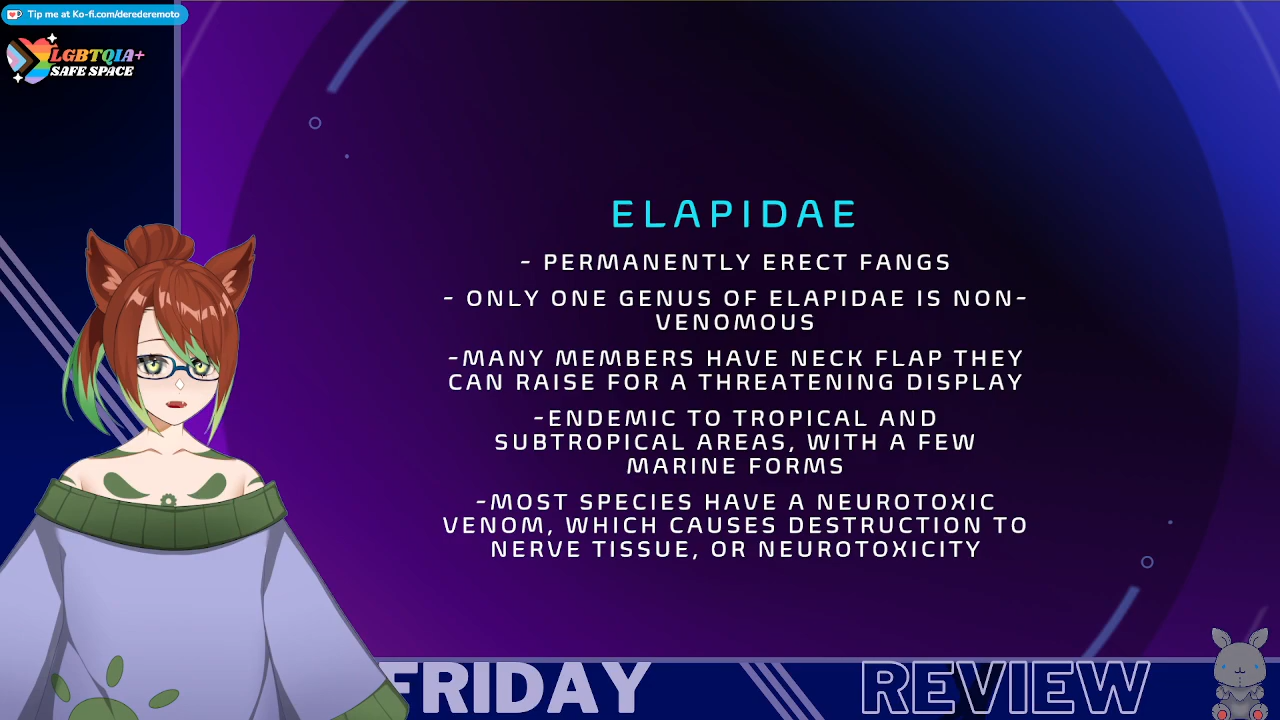 Tip me at Ko-fi.com/derederemoto
LGBTQIA+
SAFE SPACE
ELAPIDAE
- PERMANENTLY ERECT FANGS
- ONLY ONE GENUS OF ELAPIDAE IS NON-
VENOMOUS
-MANY MEMBERS HAVE NECK FLAP THEY
CAN RAISE FOR A THREATENING DISPLAY
-ENDEMIC TO TROPICAL AND
SUBTROPICAL AREAS, WITH A FEW
MARINE FORMS
-MOST SPECIES HAVE A NEUROTOXIC
VENOM, WHICH CAUSES DESTRUCTION TO
NERVE TISSUE, OR NEUROTOXICITY
FRIDAY REVIEW